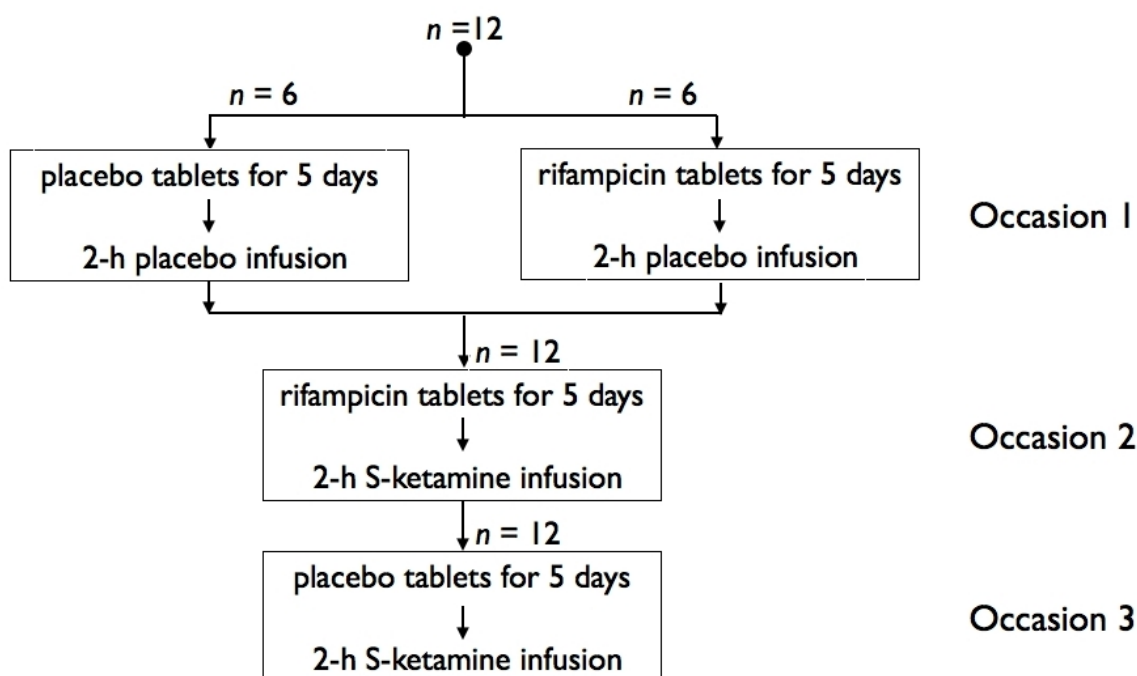 n =12
n = 6
n = 6
placebo tablets for 5 days
2-h placebo infusion
rifampicin tablets for 5 days
2-h placebo infusion
Occasion 1
n = 12
rifampicin tablets for 5 days
2-h S-ketamine infusion
Occasion 2
n = 12
placebo tablets for 5 days
2-h S-ketamine infusion
Occasion 3